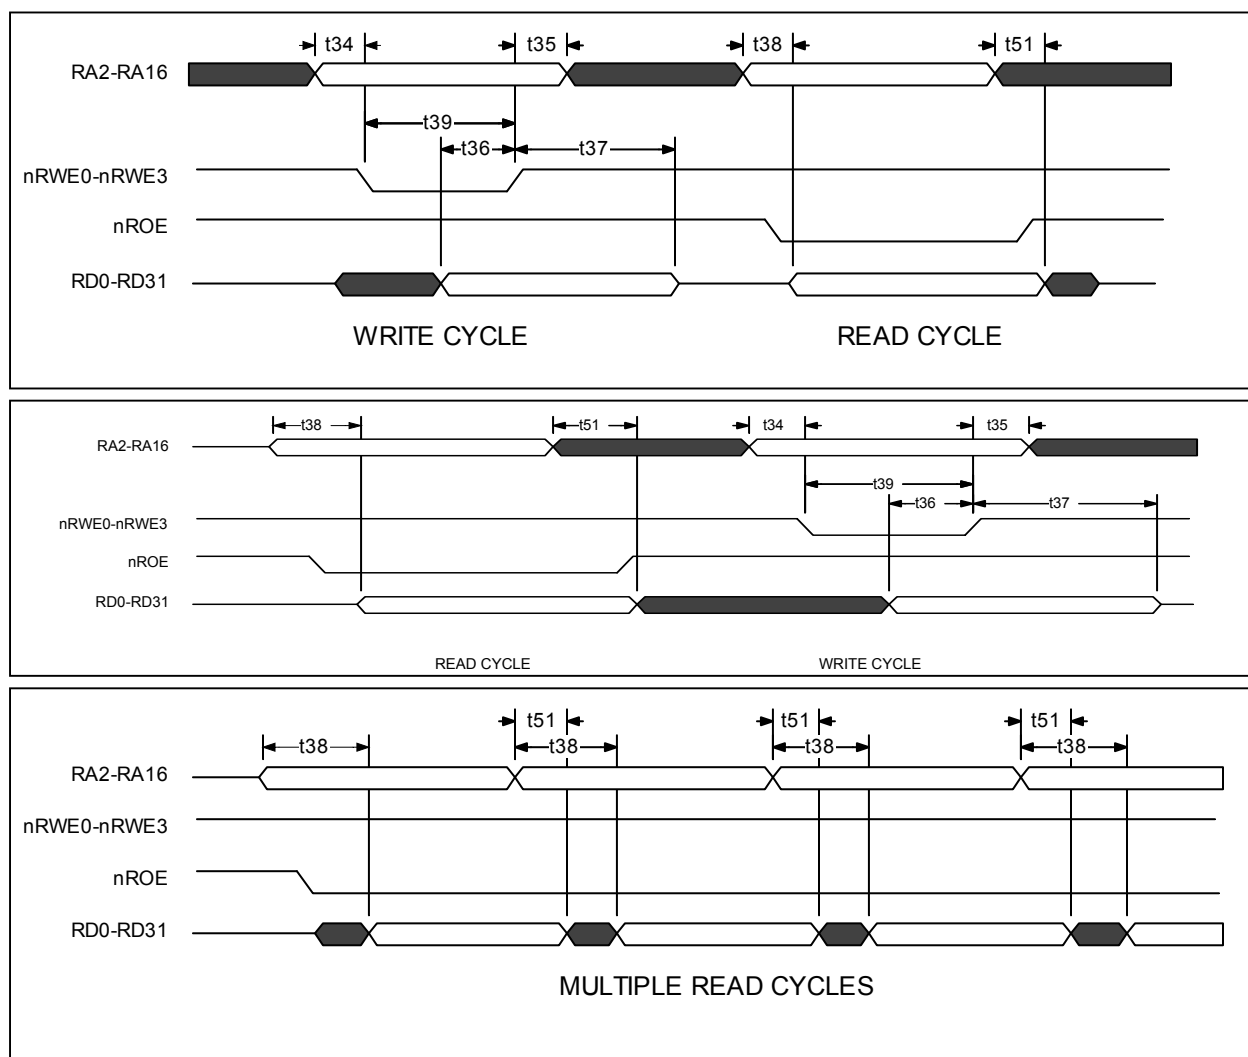 t34 t35 t38 t51
RA2-RA16
t39
t36 t37
nRWE0-nRWE3
nROE
RD0-RD31
WRITE CYCLE READ CYCLE
t38 t51 t34 t35
RA2-RA16
t39
t36 t37
nRWE0-nRWE3
nROE
RD0-RD31
READ CYCLE WRITE CYCLE
t51 t51 t51
t38 t38 t38 t38
RA2-RA16
nRWE0-nRWE3
nROE
RD0-RD31
MULTIPLE READ CYCLES